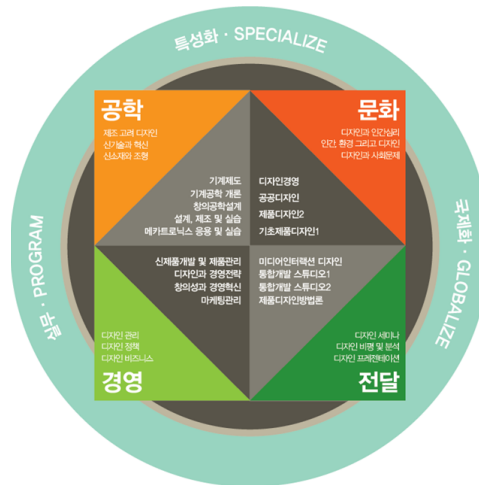 특성화 · SPECIALIZE
공학
제조 고려 디자인
신기술과 혁신
신소재와 조형
문화
디자인과 인간심리
인간, 환경 그리고 디자인
디자인과 사회문제
기계제도
기계공학 개론
창의공학설계
설계, 제조 및 실습
메카트로닉스 응용 및 실습
디자인경영
공공디자인
제품디자인2
기초제품디자인1
실무 · PROGRAM
국제화 · GLOBALIZE
신제품개발 및 제품관리
디자인과 경영전략
창의성과 경영혁신
마케팅관리
미디어인터랙션 디자인
통합개발 스튜디오1
통합개발 스튜디오2
제품디자인방법론
디자인 관리
디자인 정책
디자인 비즈니스
경영
디자인 세미나
디자인 비평 및 분석
디자인 프레젠테이션
전달